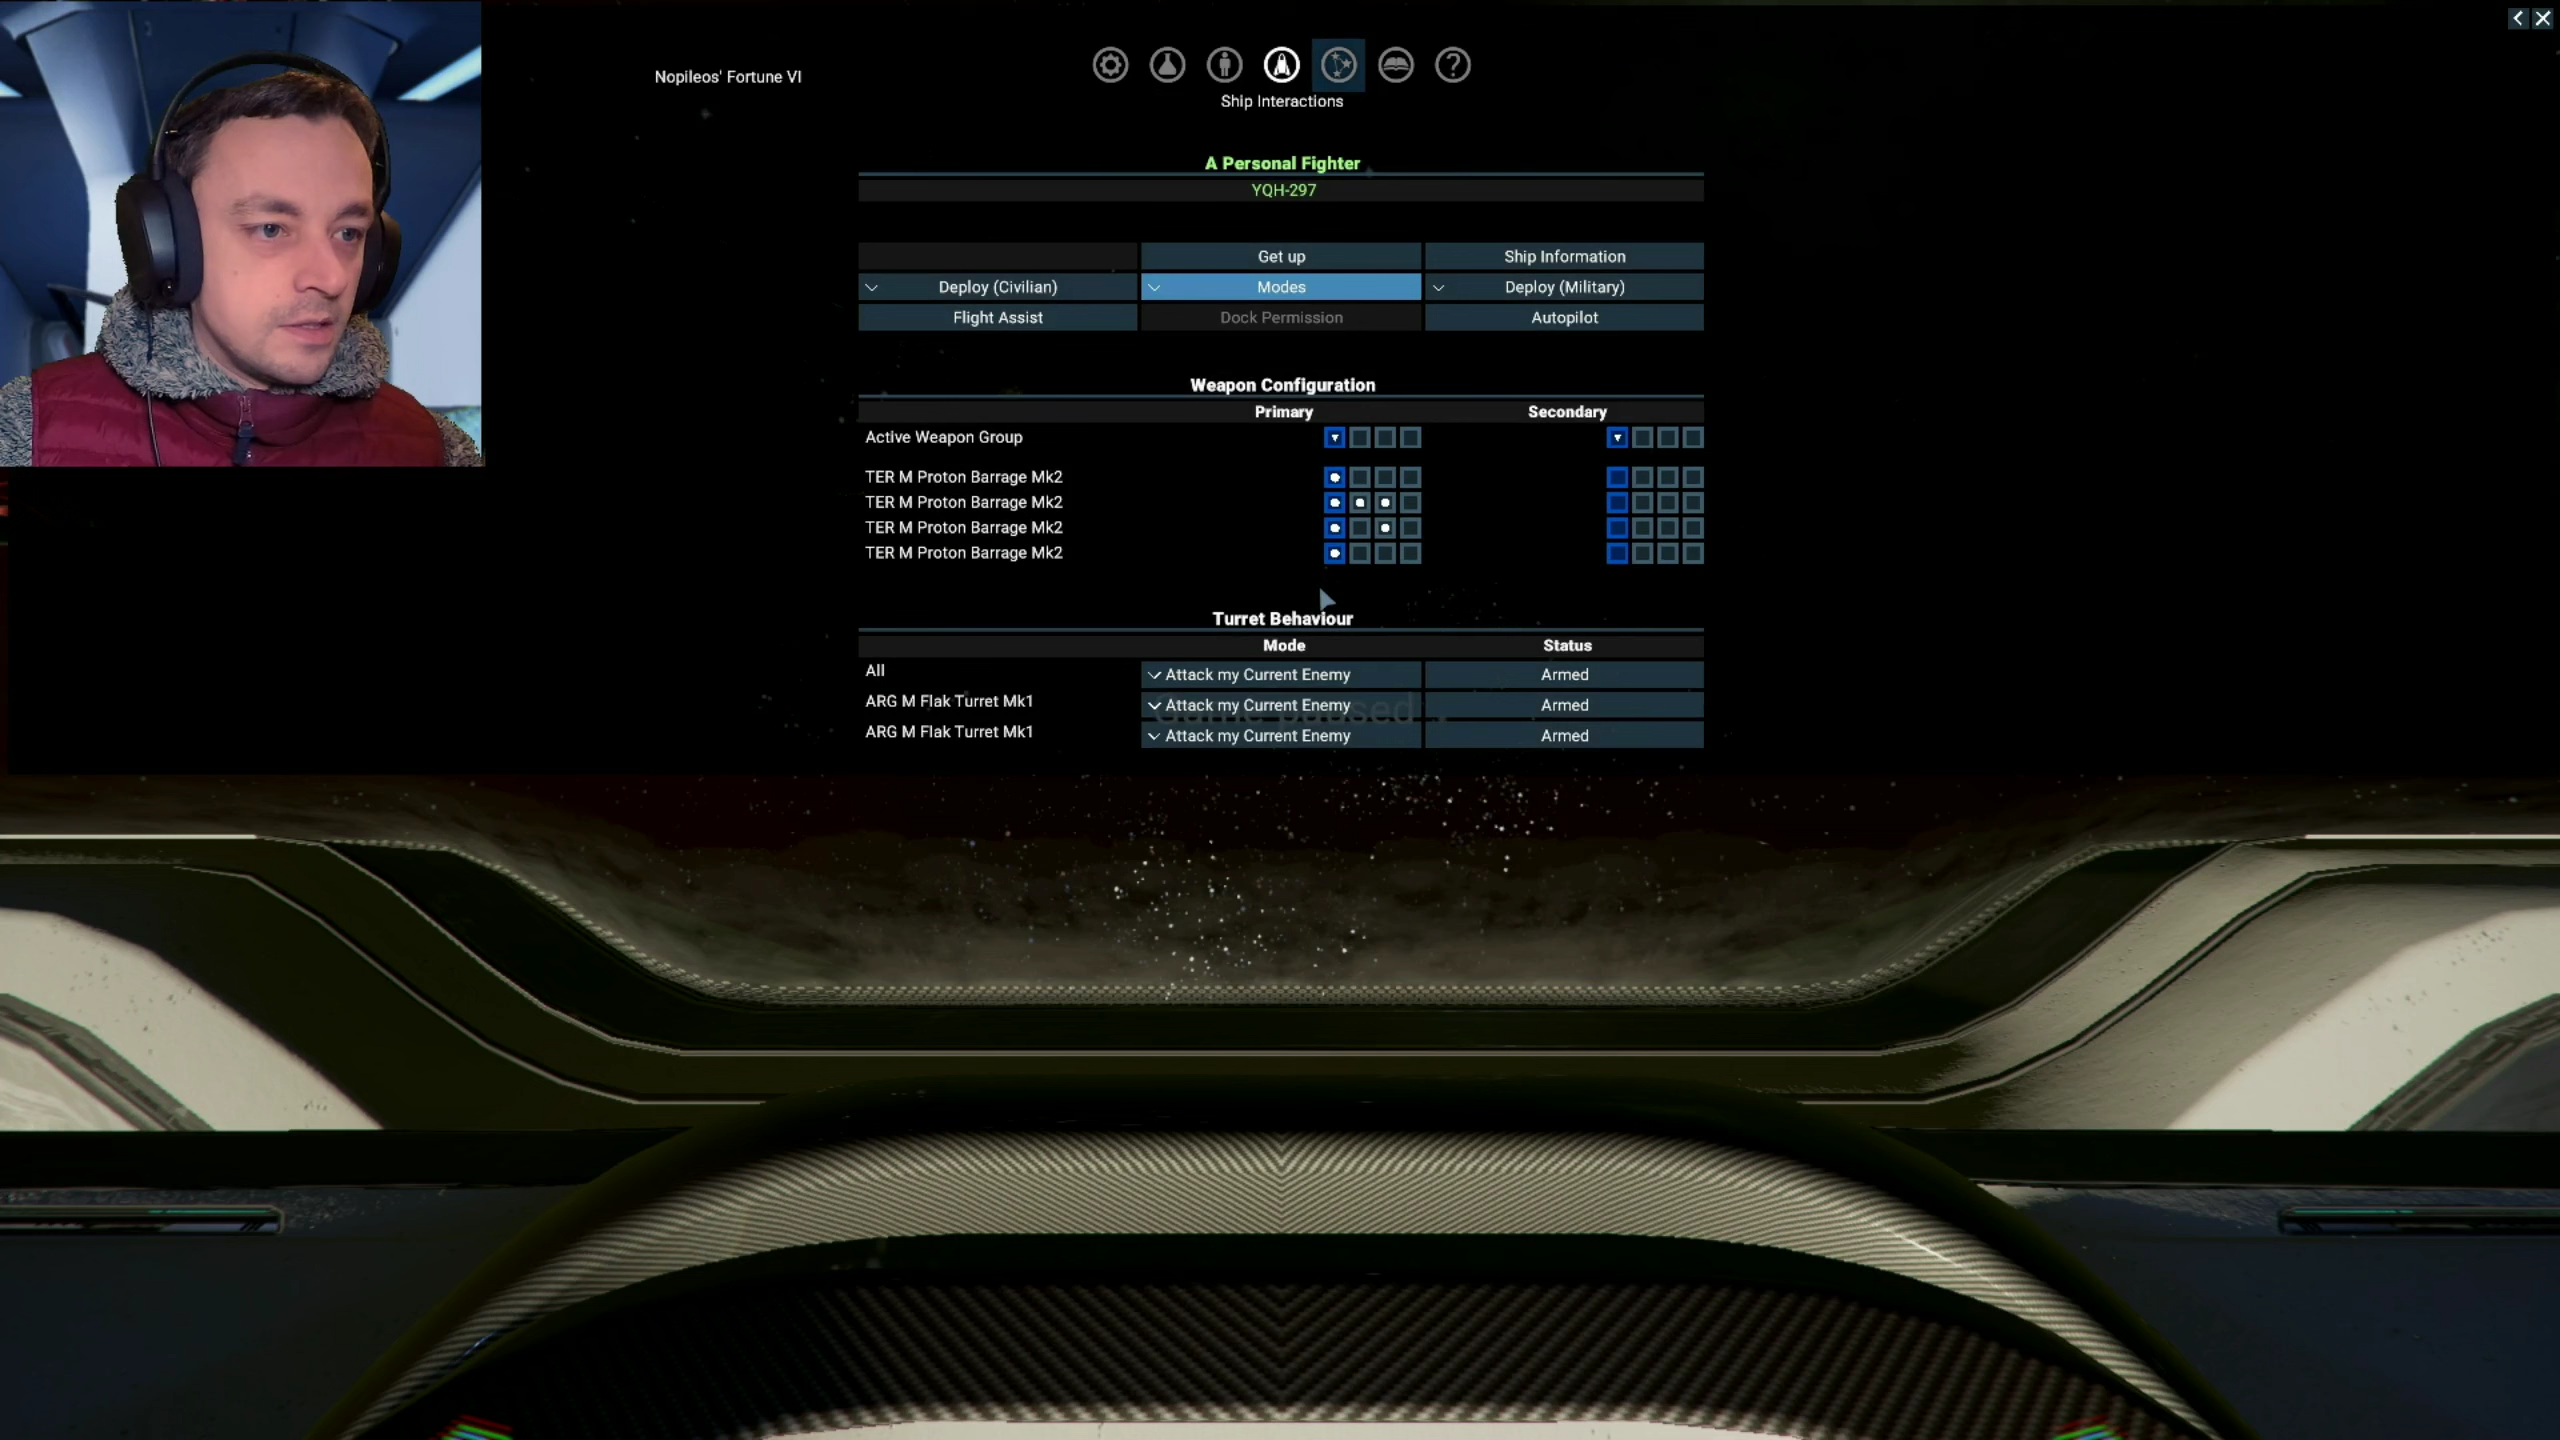 Nopileos' Fortune VI
Ship Interactions
A Personal Fighter
YQH-297
Get up
Ship Information
Deploy (Civilian)
Modes
Deploy (Military)
Flight Assist
Dock Permission
Autopilot
Weapon Configuration
Primary
Secondary
Active Weapon Group
TER M Proton Barrage Mk2
TER M Proton Barrage Mk2
TER M Proton Barrage Mk2
TER M Proton Barrage Mk2
Turret Behaviour
Mode
Status
All
Attack my Current Enemy
Armed
ARG M Flak Turret Mk1
Attack my Current Enemy
Armed
Game paused
ARG M Flak Turret Mk1
Attack my Current Enemy
Armed